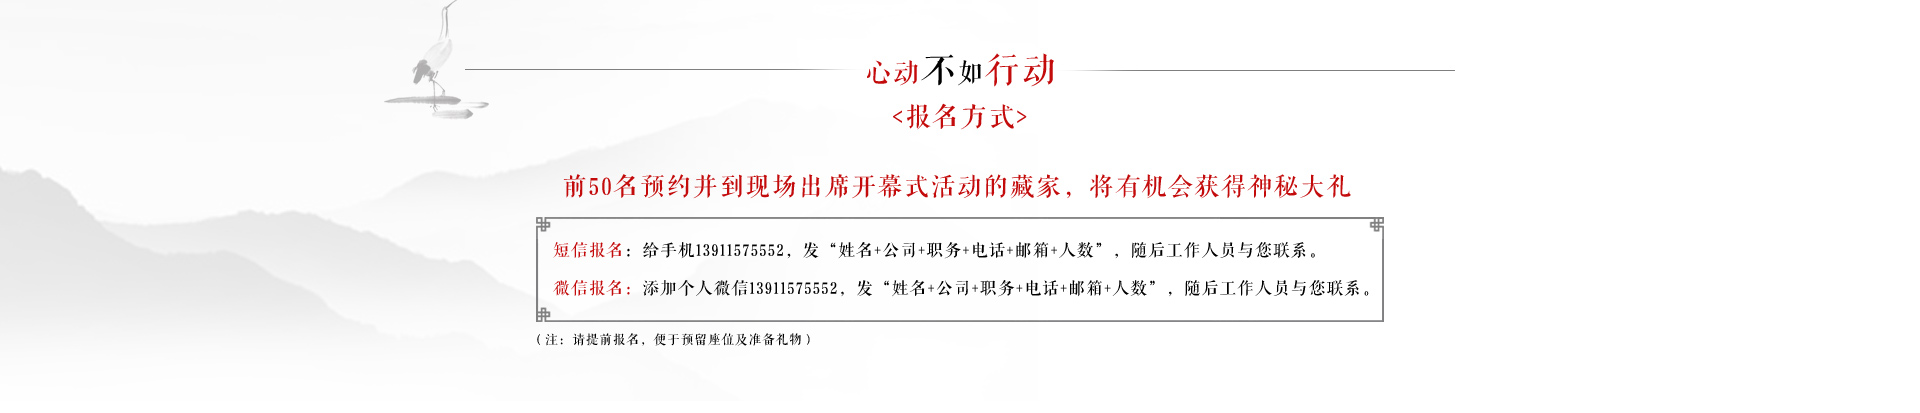 心动不如行动
<报名方式>
前50名预约并到现场出席开幕式活动的藏家，将有机会获得神秘大礼
短信报名：给手机13911575552，发“姓名+公司+职务+电话+邮箱+人数”，随后工作人员与您联系。
微信报名：添加个人微信13911575552，发“姓名+公司+职务+电话+邮箱+人数”，随后工作人员与您联系。
（注：请提前报名，便于预留座位及准备礼物）